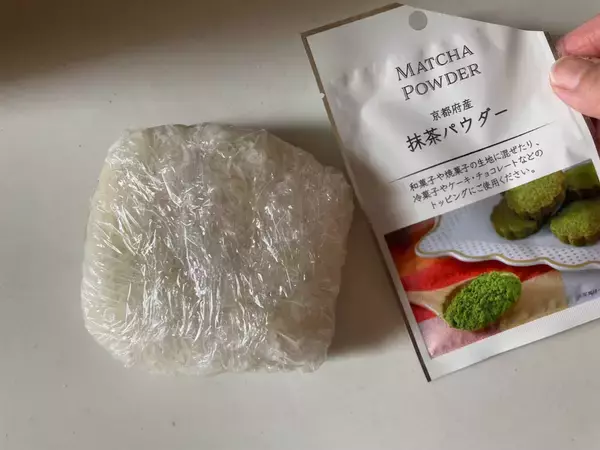 MATCHA
POWDER
京都府産
抹茶パウダー
和菓子や焼菓子の生地に混ぜたり、
冷菓子やケーキ・チョコレートなどの
トッピングにご使用ください。